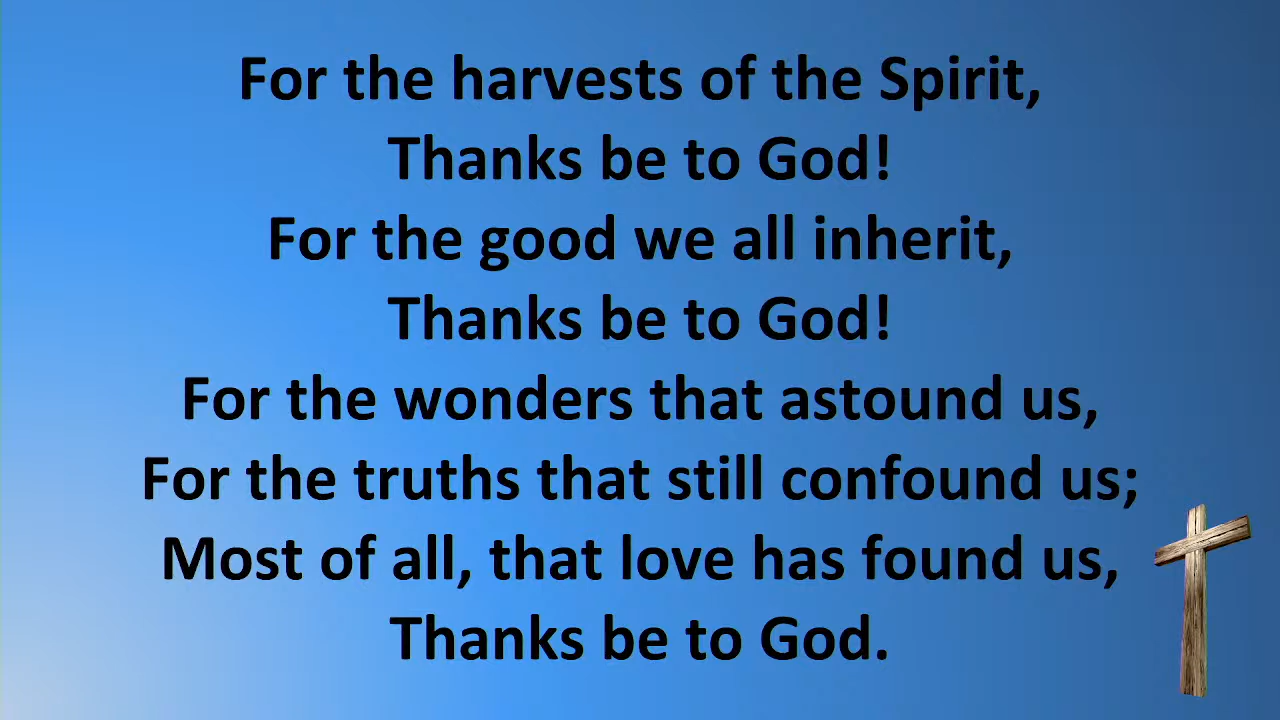 For the harvests of the Spirit,
Thanks be to God!
For the good we all inherit,
Thanks be to God!
For the wonders that astound us,
For the truths that still confound us;
Most of all, that love has found us,
Thanks be to God.